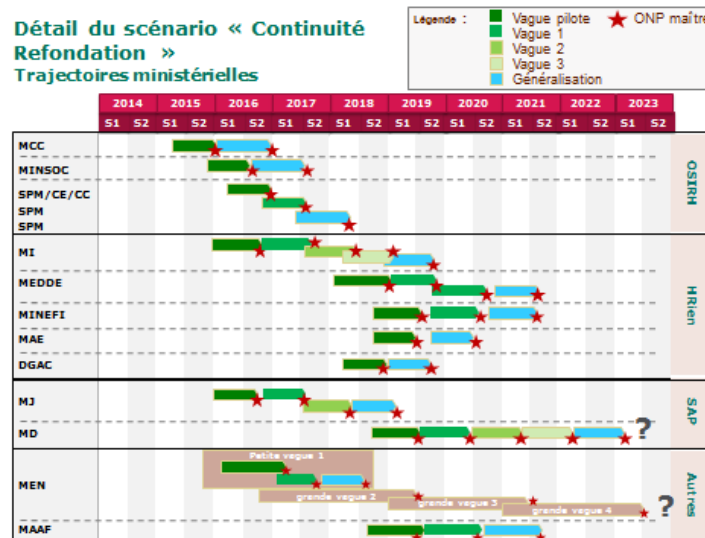 Détail du scénario « Continuité
Refondation »
Trajectoires ministérielles
Légende :
Vague pilote
ONP maître
Vague 1
Vague 2
Vague 3
Généralisation
2014 2015 2016 2017 2018 2019 2020 2021 2022 2023
S1 S2 S1 S2 S1 S2 S1 S2 S1 S2 S1 S2 S1 S2 S1 S2 S1 S2 S1 S2
MCC
MINSOC
SPM/CE/CC
SPM
SPM
OSIRH
MI
MEDDE
MINEFI
MAE
DGAC
HRien
MJ
MD
?
SAP
MEN
Petite vague 1
grande vague 2
grande vague 3
grande vague 4
?
MAAF
Autres